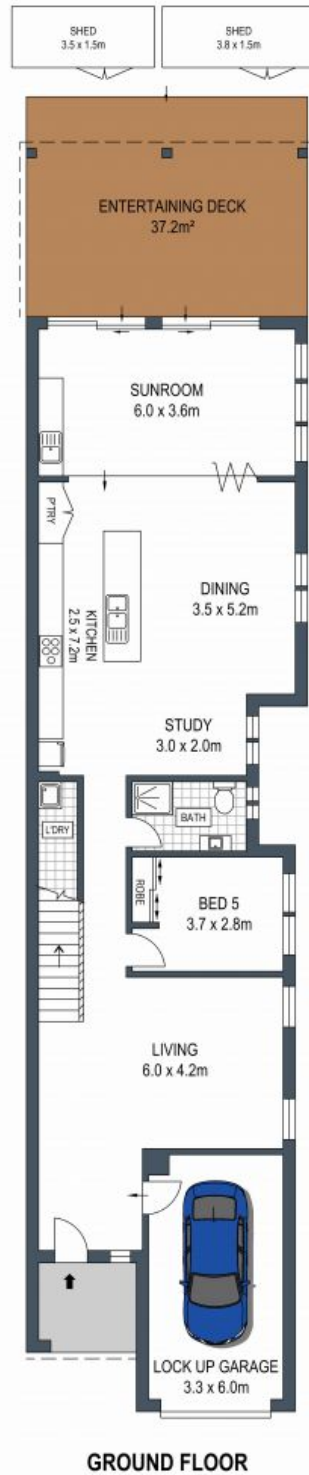 SHED
3.5 x 1.5m
SHED
3.8 x 1.5m
ENTERTAINING DECK
37.2m²
SUNROOM
6.0 x 3.6m
P'TRY
KITCHEN
2.5 x 7.2m
DINING
3.5 x 5.2m
STUDY
3.0 x 2.0m
L'DRY
BATH
ROBE
BED 5
3.7 x 2.8m
LIVING
6.0 x 4.2m
LOCK UP GARAGE
3.3 x 6.0m
GROUND FLOOR